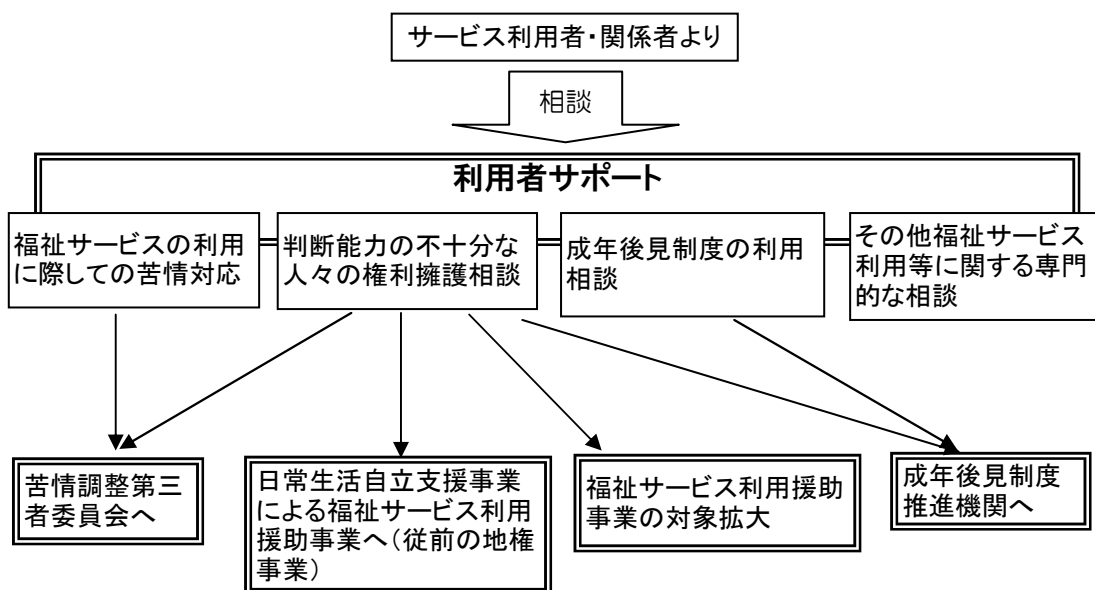 サービス利用者・関係者より
相談
利用者サポート
福祉サービスの利用
に際しての苦情対応
判断能力の不十分な
人々の権利擁護相談
成年後見制度の利用
相談
その他福祉サービス
利用等に関する専門
的な相談
苦情調整第三
者委員会へ
日常生活自立支援事業
による福祉サービス利用
援助事業へ(従前の地権
事業)
福祉サービス利用援助
事業の対象拡大
成年後見制度
推進機関へ